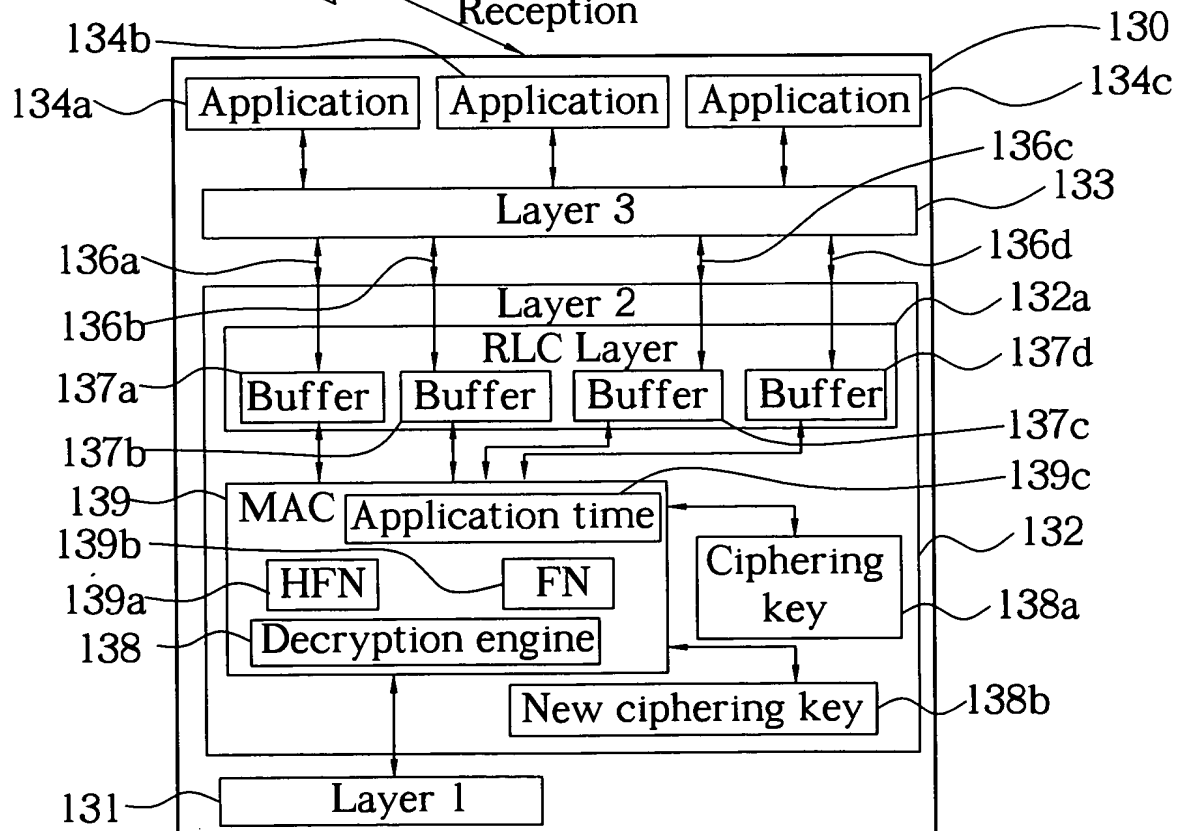 Reception
134b
130
134a
Application
Application
Application
134c
136c
Layer 3
133
136a
136d
136b
Layer 2
132a
RLC Layer
137d
137a
Buffer
Buffer
Buffer
Buffer
137b
137c
139
MAC
Application time
139c
139b
132
HFN
FN
Ciphering
key
139a
138a
138
Decryption engine
New ciphering key
138b
131
Layer 1